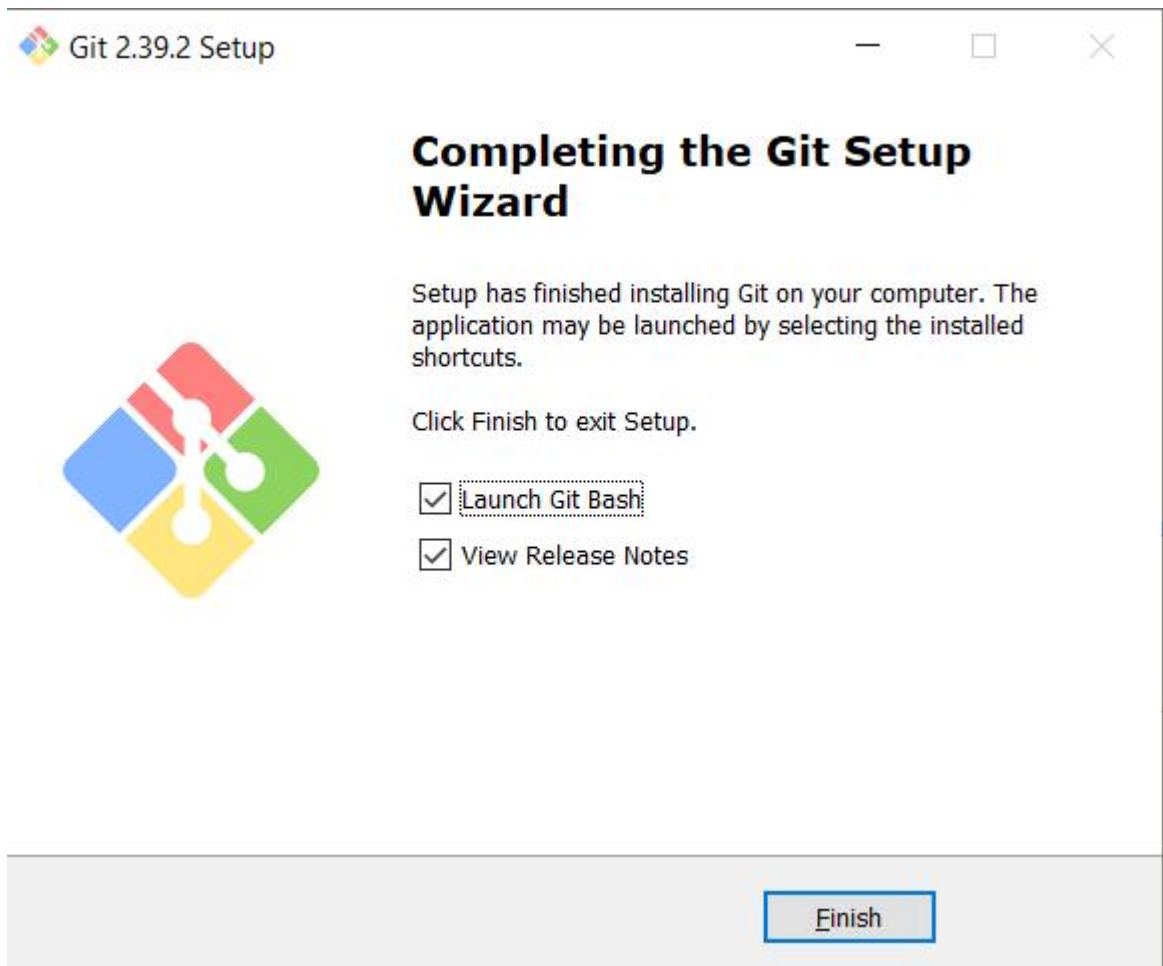 Git 2.39.2 Setup
Completing the Git Setup
Wizard
Setup has finished installing Git on your computer. The
application may be launched by selecting the installed
shortcuts.
Click Finish to exit Setup.
Launch Git Bash
View Release Notes
Finish